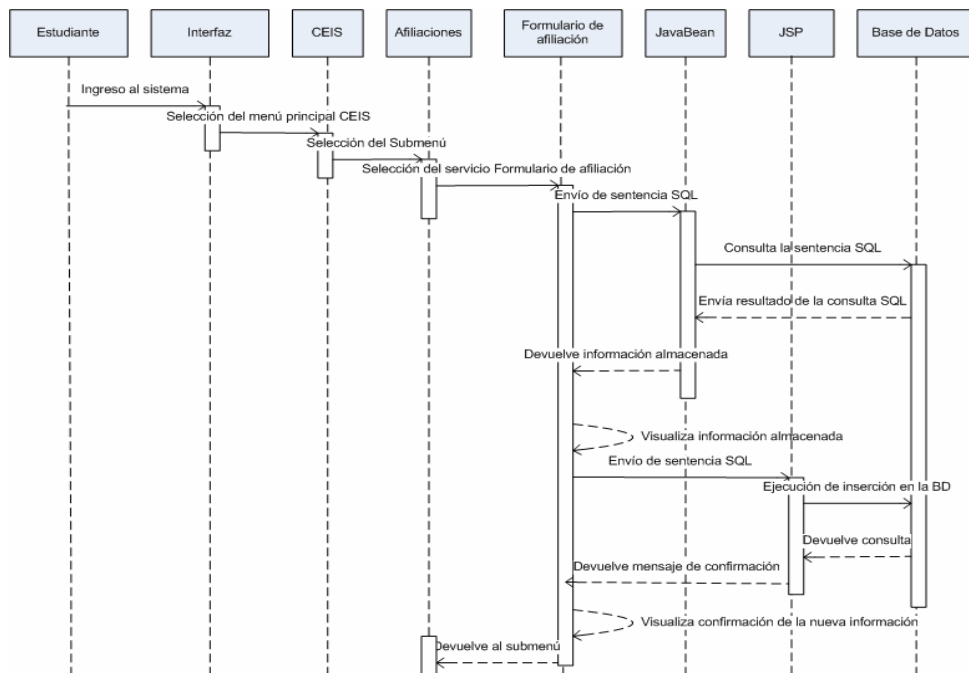 Estudiante
Interfaz
CEIS
Afiliaciones
Formulario de
afiliación
JavaBean
JSP
Base de Datos
Ingreso al sistema
Selección del menú principal CEIS
Selección del Submenú
Selección del servicio Formulario de afiliación
Envío de sentencia SQL
Consulta la sentencia SQL
Envía resultado de la consulta SQL
Devuelve información almacenada
Visualiza información almacenada
Envío de sentencia SQL
Ejecución de inserción en la BD
Devuelve consulta
Devuelve mensaje de confirmación
Visualiza confirmación de la nueva información
Devuelve al submenú